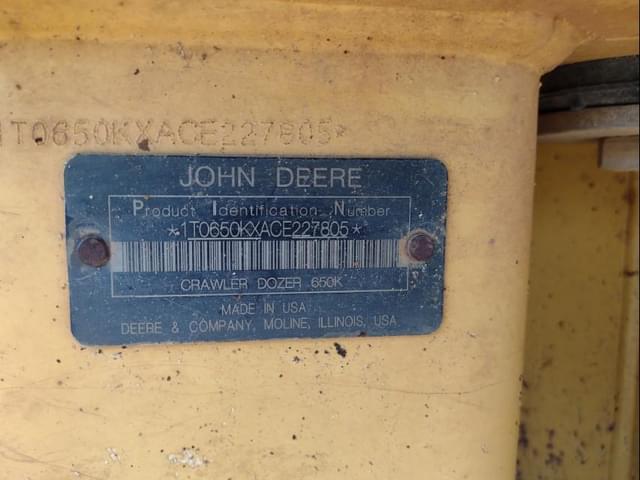 1T0650KXACE227805*
JOHN DEERE
Product Identification Number
*1T0650KXACE227805*
CRAWLER DOZER 650K
MADE IN USA
DEERE & COMPANY, MOLINE, ILLINOIS, USA